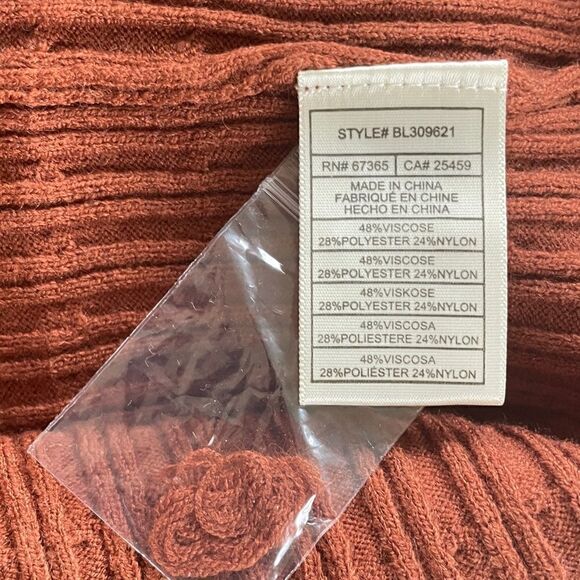 STYLE# BL309621
RN# 67365 CA# 25459
MADE IN CHINA
FABRIQUÉ EN CHINE
HECHO EN CHINA
48%VISCOSE
28%POLYESTER 24%NYLON
48%VISCOSE
28%POLYESTER 24%NYLON
48%VISKOSE
28%POLYESTER 24%NYLON
48%VISCOSA
28%POLIESTERE 24%NYLON
48%VISCOSA
28%POLIÉSTER 24%NYLON